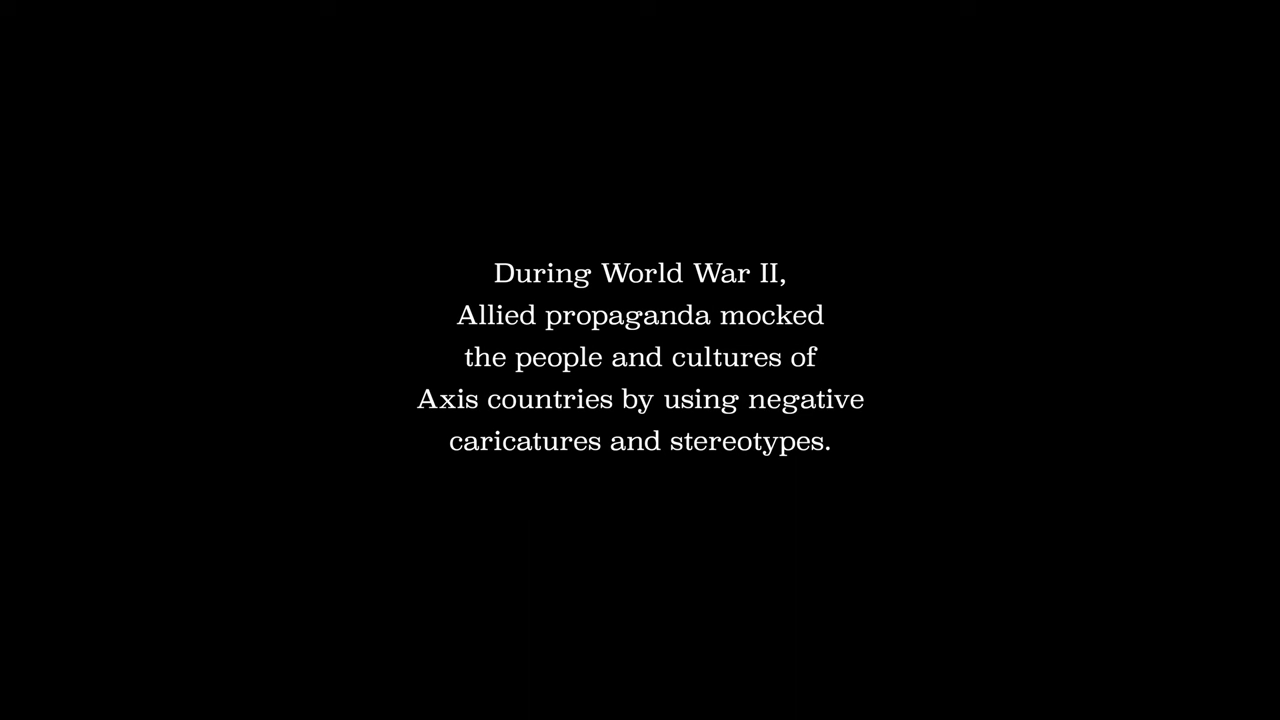 During World War II,
Allied propaganda mocked
the people and cultures of
Axis countries by using negative
caricatures and stereotypes.